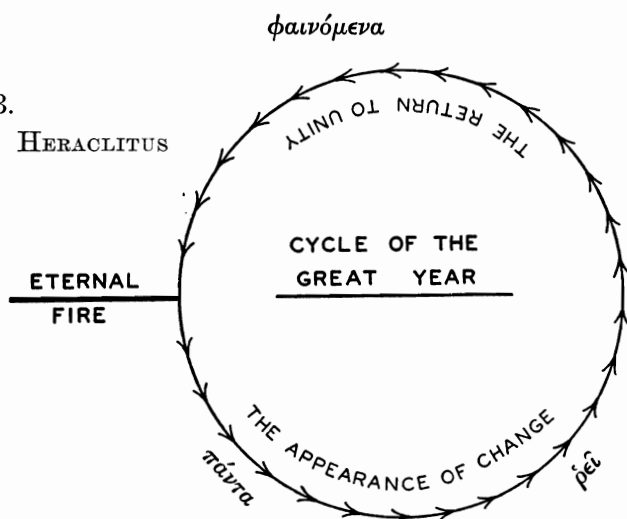 φαινόμενα
3.
HERACLITUS
THE RETURN TO UNITY
CYCLE OF THE
GREAT YEAR
ETERNAL
FIRE
THE APPEARANCE OF CHANGE
πάντα
ῥεῖ